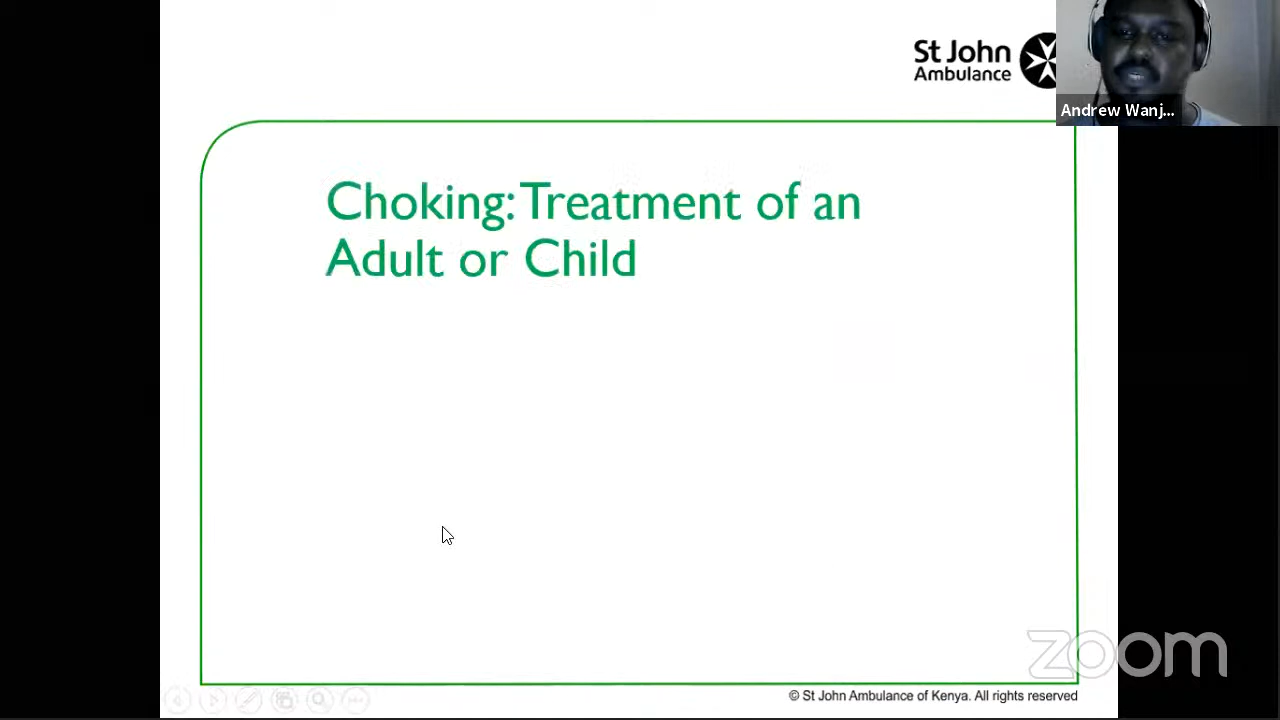 St John
Ambulance
Andrew Wanj...
Choking: Treatment of an
Adult or Child
zoom
© St John Ambulance of Kenya. All rights reserved